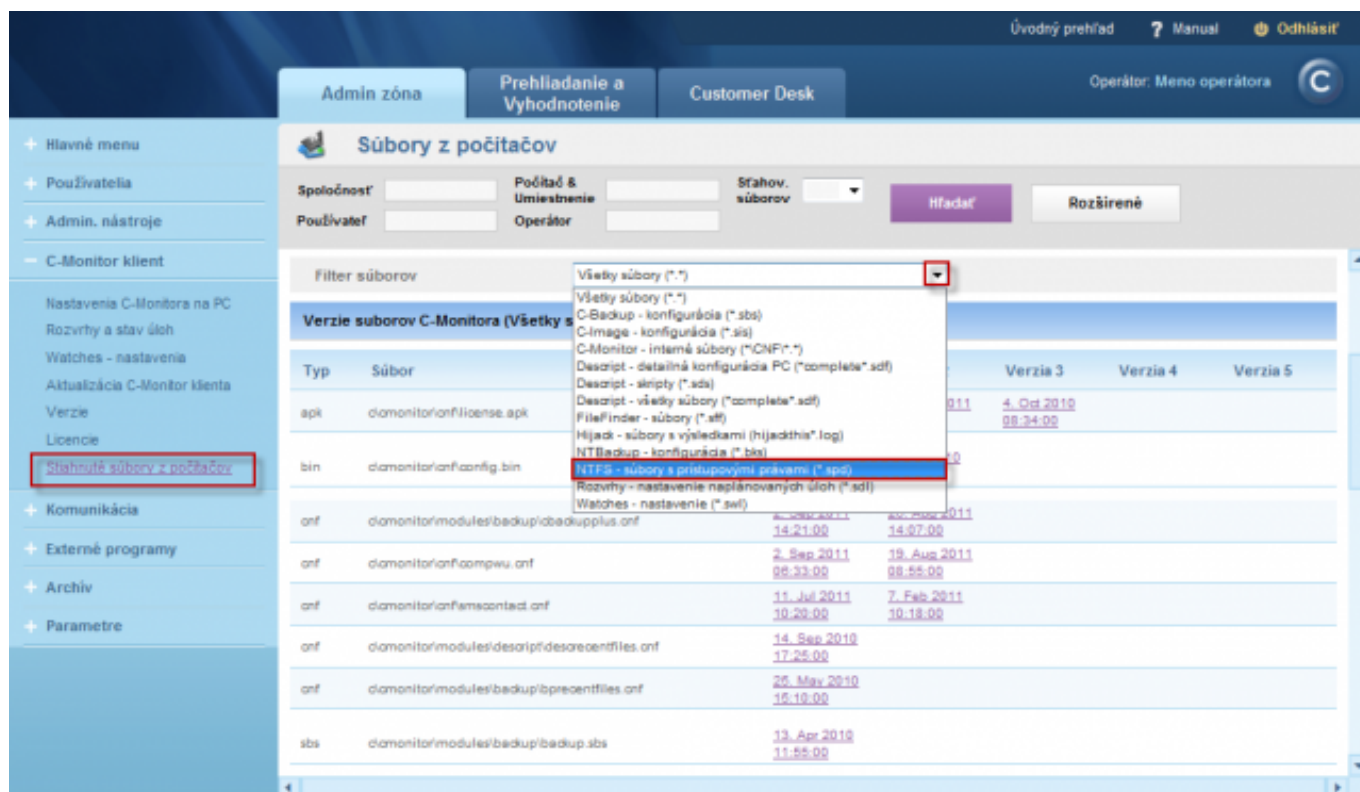 Úvodný prehľad ? Manual Odhlásiť
Admin zóna
Prehliadanie a
Vyhodnotenie
Customer Desk
Operátor: Meno operátora
Hlavné menu
Používatelia
Admin. nástroje
C-Monitor klient
Nastavenia C-Monitora na PC
Rozvrhy a stav úloh
Watches - nastavenia
Aktualizácia C-Monitor klienta
Verzie
Licencie
Stiahnuté súbory z počítačov
Komunikácia
Externé programy
Archív
Parametre
Súbory z počítačov
Spoločnosť
Počítač &
Umiestnenie
Sťahov.
súborov
Hľadať
Rozšírené
Používateľ
Operátor
Filter súborov
Všetky súbory (*.*)
Všetky súbory (*.*)
C-Backup - konfigurácia (*.sbs)
C-Image - konfigurácia (*.sis)
C-Monitor - interné súbory (*\CNF\*.*)
Descript - detailná konfigurácia PC (*complete*.sdf)
Descript - skripty (*.sds)
Descript - všetky súbory (*complete*.sdf)
FileFinder - súbory (*.sff)
Hijack - súbory s výsledkami (hijackthis*.log)
NTBackup - konfigurácia (*.bks)
NTFS - súbory s prístupovými právami (*.spd)
Rozvrhy - nastavenie naplánovaných úloh (*.sdl)
Watches - nastavenie (*.swl)
Verzie suborov C-Monitora (Všetky s
Typ Súbor Verzia 3 Verzia 4 Verzia 5
apk c\cmonitor\cnf\license.apk 2011 4. Oct 2010
08:34:00
bin c\cmonitor\cnf\config.bin
cnf c\cmonitor\modules\backup\cbackupplus.cnf 2. Sep 2011 Aug 2011
14:21:00 14:07:00
cnf c\cmonitor\cnf\compwu.cnf 2. Sep 2011 19. Aug 2011
06:33:00 08:55:00
cnf c\cmonitor\cnf\smscontact.cnf 11. Jul 2011 7. Feb 2011
10:20:00 10:18:00
cnf c\cmonitor\modules\descript\descrecentfiles.cnf 14. Sep 2010
17:25:00
cnf c\cmonitor\modules\backup\bprecentfiles.cnf 25. May 2010
15:10:00
sbs c\cmonitor\modules\backup\backup.sbs 13. Apr 2010
11:55:00